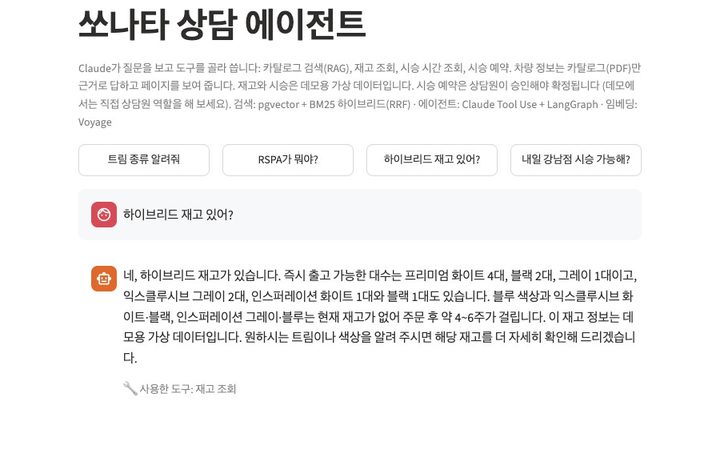 쏘나타 상담 에이전트
Claude가 질문을 보고 도구를 골라 씁니다: 카탈로그 검색(RAG), 재고 조회, 시승 시간 조회, 시승 예약. 차량 정보는 카탈로그(PDF)만
근거로 답하고 페이지를 보여 줍니다. 재고와 시승은 데모용 가상 데이터입니다. 시승 예약은 상담원이 승인해야 확정됩니다 (데모에
서는 직접 상담원 역할을 해 보세요). 검색: pgvector + BM25 하이브리드(RRF) · 에이전트: Claude Tool Use + LangGraph · 임베딩:
Voyage
트림 종류 알려줘
RSPA가 뭐야?
하이브리드 재고 있어?
내일 강남점 시승 가능해?
하이브리드 재고 있어?
네, 하이브리드 재고가 있습니다. 즉시 출고 가능한 대수는 프리미엄 화이트 4대, 블랙 2대, 그레이 1대이고,
익스클루시브 그레이 2대, 인스퍼레이션 화이트 1대와 블랙 1대도 있습니다. 블루 색상과 익스클루시브 화
이트·블랙, 인스퍼레이션 그레이·블루는 현재 재고가 없어 주문 후 약 4~6주가 걸립니다. 이 재고 정보는 데
모용 가상 데이터입니다. 원하시는 트림이나 색상을 알려 주시면 해당 재고를 더 자세히 확인해 드리겠습니
다.
사용한 도구: 재고 조회